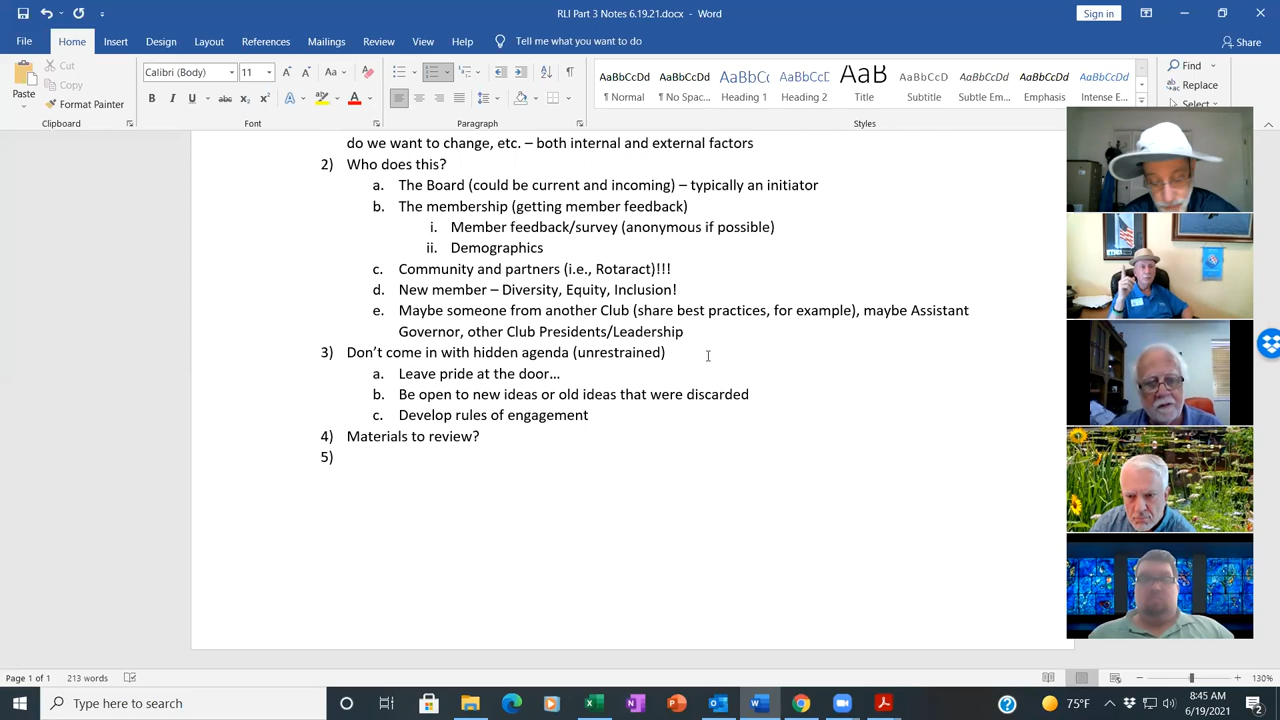 RLI Part 3 Notes 6.19.21.docx - Word
Sign in
File Home Insert Design Layout References Mailings Review View Help Tell me what you want to do Share
Paste
Cut
Copy
Format Painter
Clipboard
Calibri (Body) 11
Font
Paragraph
AaBbCcDd AaBbCcDd AaBbCc AaBbCcE AaB AaBbCcD AaBbCcDd AaBbCcDd AaBbCcDd
¶ Normal ¶ No Spac... Heading 1 Heading 2 Title Subtitle Subtle Em... Emphasis Intense E...
Styles
Find
Replace
Select
do we want to change, etc. – both internal and external factors
2) Who does this?
a. The Board (could be current and incoming) – typically an initiator
b. The membership (getting member feedback)
i. Member feedback/survey (anonymous if possible)
ii. Demographics
c. Community and partners (i.e., Rotaract)!!!
d. New member – Diversity, Equity, Inclusion!
e. Maybe someone from another Club (share best practices, for example), maybe Assistant
Governor, other Club Presidents/Leadership
3) Don’t come in with hidden agenda (unrestrained)
a. Leave pride at the door…
b. Be open to new ideas or old ideas that were discarded
c. Develop rules of engagement
4) Materials to review?
5)
Page 1 of 1 213 words
130%
Type here to search
75°F
8:45 AM
6/19/2021
2